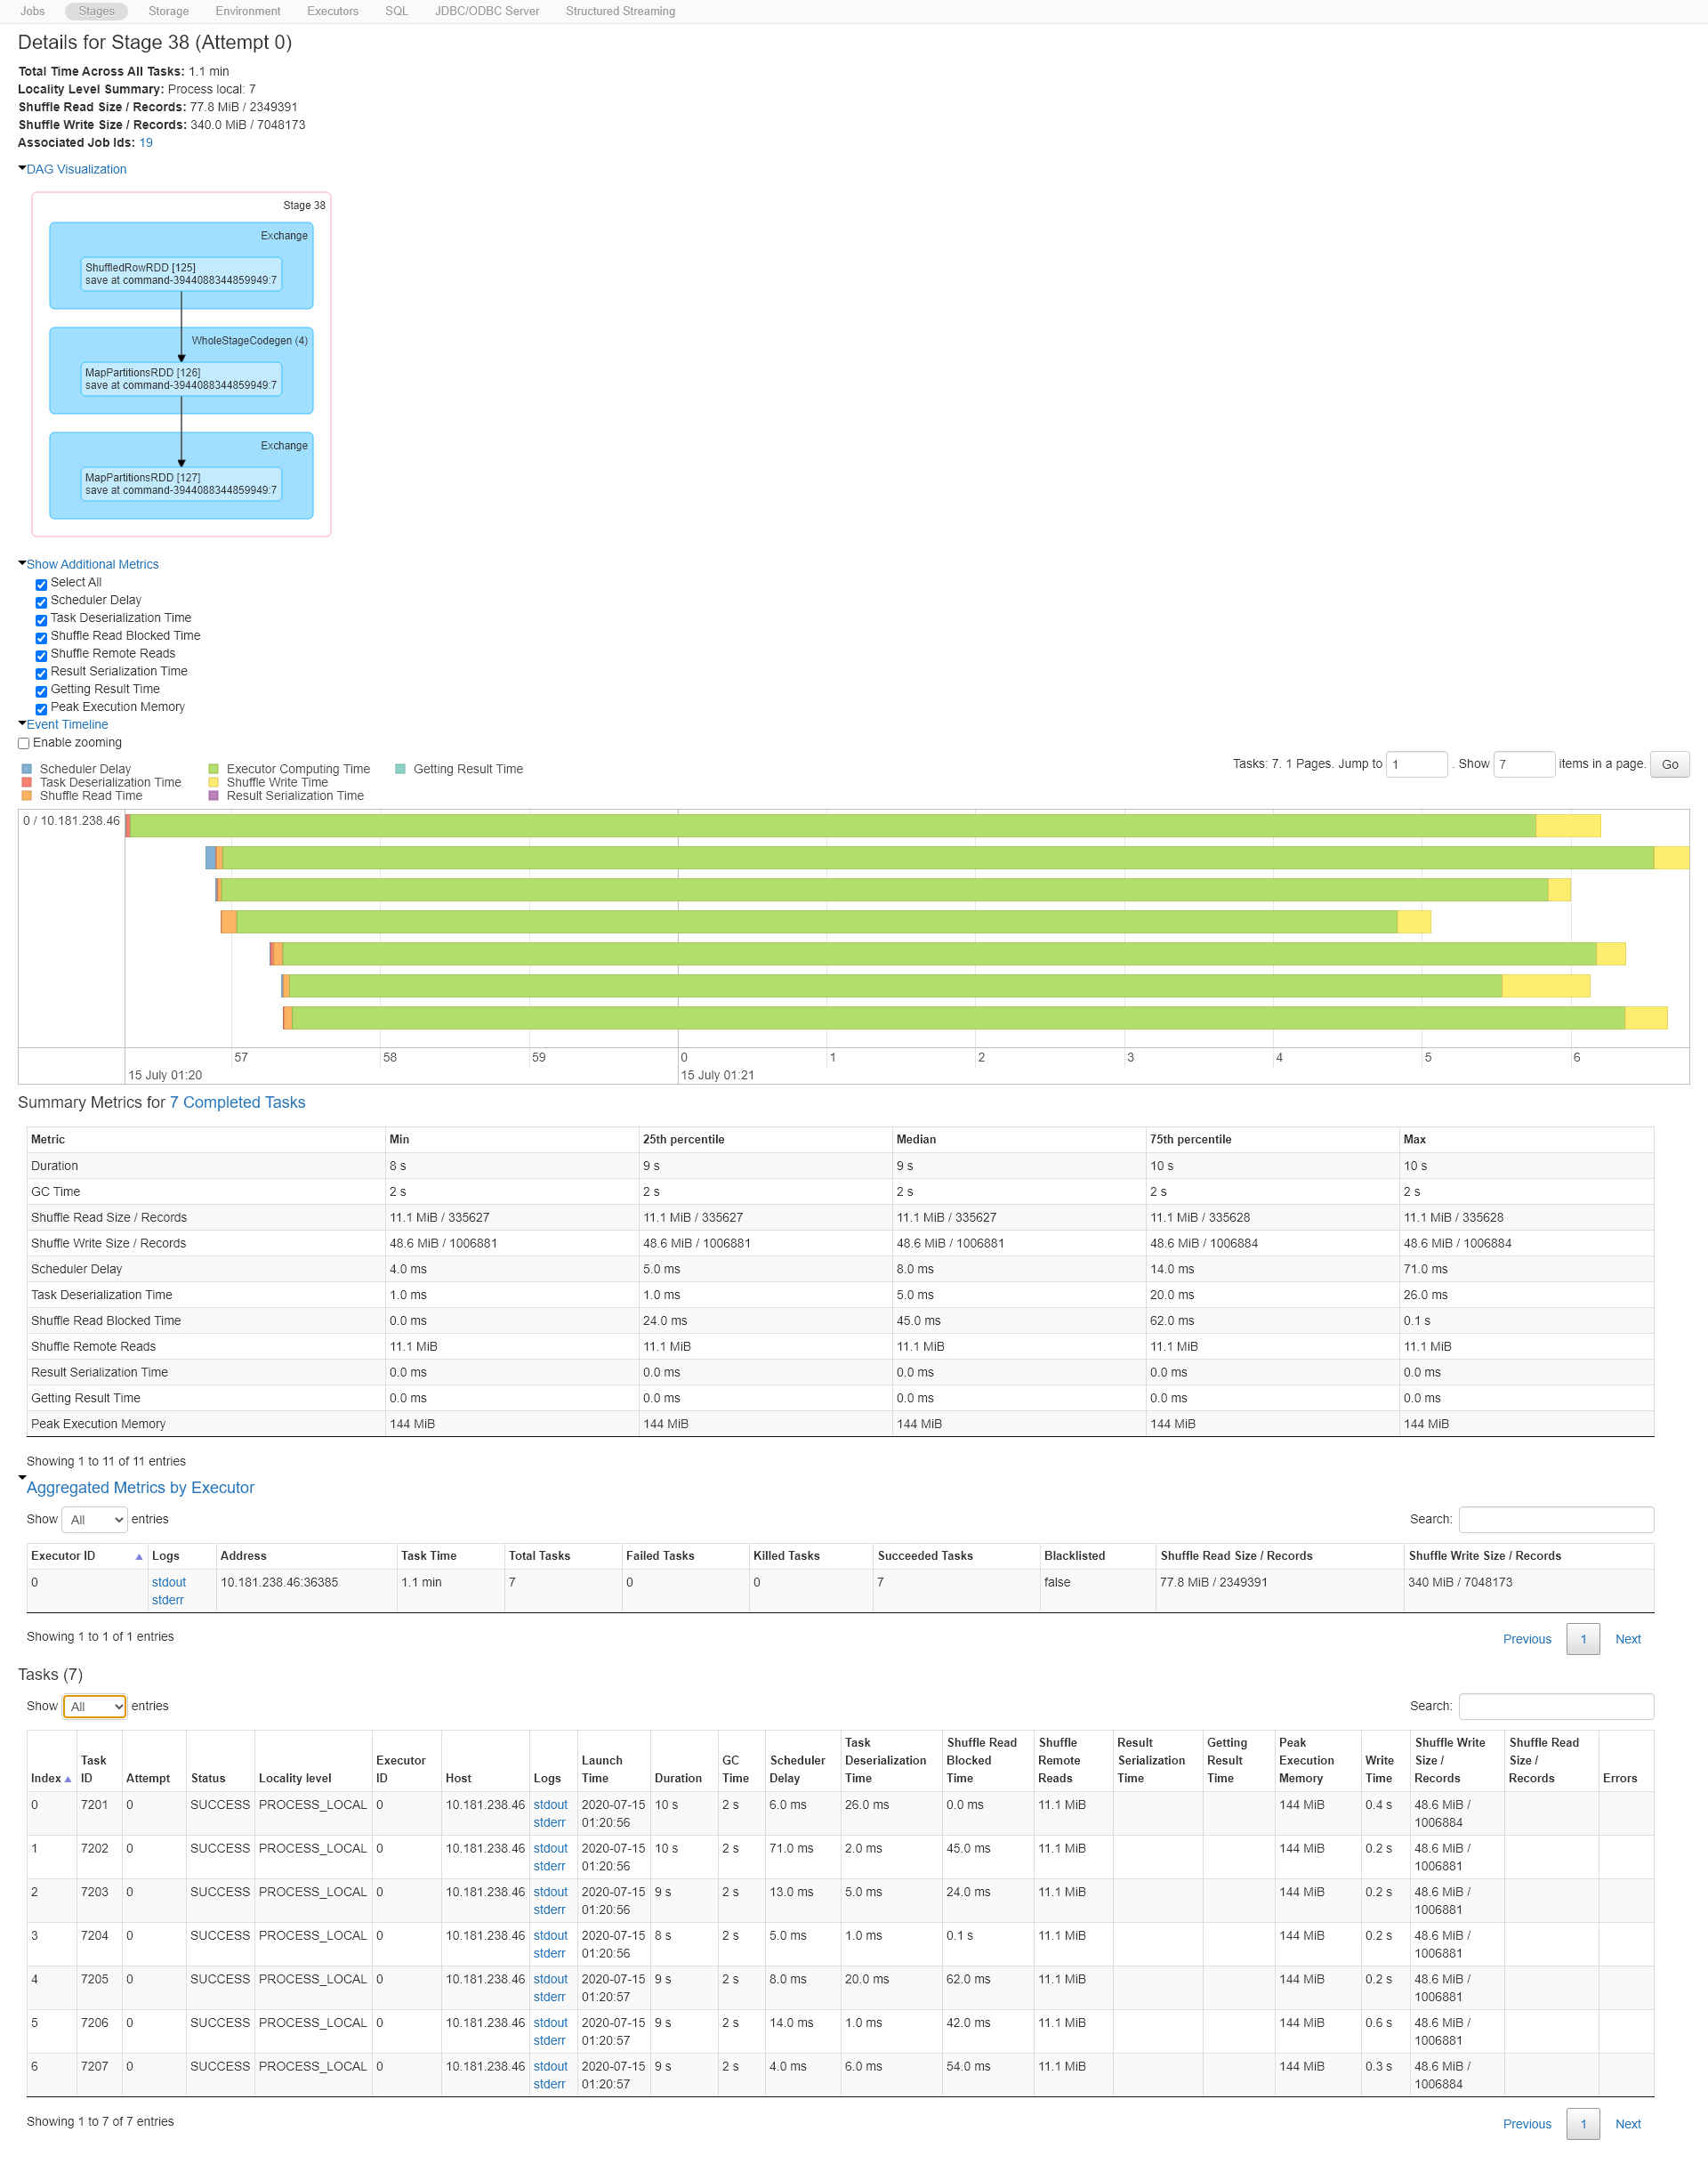 Jobs Stages Storage Environment Executors SQL JDBC/ODBC Server Structured Streaming
Details for Stage 38 (Attempt 0)
Total Time Across All Tasks: 1.1 min
Locality Level Summary: Process local: 7
Shuffle Read Size / Records: 77.8 MiB / 2349391
Shuffle Write Size / Records: 340.0 MiB / 7048173
Associated Job Ids: 19
DAG Visualization
Stage 38
Exchange
ShuffledRowRDD [125]
save at command-3944088344859949:7
WholeStageCodegen (4)
MapPartitionsRDD [126]
save at command-3944088344859949:7
Exchange
MapPartitionsRDD [127]
save at command-3944088344859949:7
Show Additional Metrics
Select All
Scheduler Delay
Task Deserialization Time
Shuffle Read Blocked Time
Shuffle Remote Reads
Result Serialization Time
Getting Result Time
Peak Execution Memory
Event Timeline
Enable zooming
Tasks: 7. 1 Pages. Jump to 1 . Show 7 items in a page. Go
Scheduler Delay Executor Computing Time Getting Result Time
Task Deserialization Time Shuffle Write Time
Shuffle Read Time Result Serialization Time
0 / 10.181.238.46
57 58 59 0 1 2 3 4 5 6
15 July 01:20 15 July 01:21
Summary Metrics for 7 Completed Tasks
Metric Min 25th percentile Median 75th percentile Max
Duration 8 s 9 s 9 s 10 s 10 s
GC Time 2 s 2 s 2 s 2 s 2 s
Shuffle Read Size / Records 11.1 MiB / 335627 11.1 MiB / 335627 11.1 MiB / 335627 11.1 MiB / 335628 11.1 MiB / 335628
Shuffle Write Size / Records 48.6 MiB / 1006881 48.6 MiB / 1006881 48.6 MiB / 1006881 48.6 MiB / 1006884 48.6 MiB / 1006884
Scheduler Delay 4.0 ms 5.0 ms 8.0 ms 14.0 ms 71.0 ms
Task Deserialization Time 1.0 ms 1.0 ms 5.0 ms 20.0 ms 26.0 ms
Shuffle Read Blocked Time 0.0 ms 24.0 ms 45.0 ms 62.0 ms 0.1 s
Shuffle Remote Reads 11.1 MiB 11.1 MiB 11.1 MiB 11.1 MiB 11.1 MiB
Result Serialization Time 0.0 ms 0.0 ms 0.0 ms 0.0 ms 0.0 ms
Getting Result Time 0.0 ms 0.0 ms 0.0 ms 0.0 ms 0.0 ms
Peak Execution Memory 144 MiB 144 MiB 144 MiB 144 MiB 144 MiB
Showing 1 to 11 of 11 entries
Aggregated Metrics by Executor
Show All entries Search:
Executor ID Logs Address Task Time Total Tasks Failed Tasks Killed Tasks Succeeded Tasks Blacklisted Shuffle Read Size / Records Shuffle Write Size / Records
0 stdout 10.181.238.46:36385 1.1 min 7 0 0 7 false 77.8 MiB / 2349391 340 MiB / 7048173
stderr
Showing 1 to 1 of 1 entries
Previous 1 Next
Tasks (7)
Show All entries Search:
Task Shuffle Read Shuffle Result Getting Peak Shuffle Write Shuffle Read
Task Executor Launch GC Scheduler Deserialization Blocked Remote Serialization Result Execution Write Size / Size /
Index ID Attempt Status Locality level ID Host Logs Time Duration Time Delay Time Time Reads Time Time Memory Time Records Records Errors
0 7201 0 SUCCESS PROCESS_LOCAL 0 10.181.238.46 stdout 2020-07-15 10 s 2 s 6.0 ms 26.0 ms 0.0 ms 11.1 MiB 144 MiB 0.4 s 48.6 MiB /
stderr 01:20:56 1006884
1 7202 0 SUCCESS PROCESS_LOCAL 0 10.181.238.46 stdout 2020-07-15 10 s 2 s 71.0 ms 2.0 ms 45.0 ms 11.1 MiB 144 MiB 0.2 s 48.6 MiB /
stderr 01:20:56 1006881
2 7203 0 SUCCESS PROCESS_LOCAL 0 10.181.238.46 stdout 2020-07-15 9 s 2 s 13.0 ms 5.0 ms 24.0 ms 11.1 MiB 144 MiB 0.2 s 48.6 MiB /
stderr 01:20:56 1006881
3 7204 0 SUCCESS PROCESS_LOCAL 0 10.181.238.46 stdout 2020-07-15 8 s 2 s 5.0 ms 1.0 ms 0.1 s 11.1 MiB 144 MiB 0.2 s 48.6 MiB /
stderr 01:20:56 1006881
4 7205 0 SUCCESS PROCESS_LOCAL 0 10.181.238.46 stdout 2020-07-15 9 s 2 s 8.0 ms 20.0 ms 62.0 ms 11.1 MiB 144 MiB 0.2 s 48.6 MiB /
stderr 01:20:57 1006881
5 7206 0 SUCCESS PROCESS_LOCAL 0 10.181.238.46 stdout 2020-07-15 9 s 2 s 14.0 ms 1.0 ms 42.0 ms 11.1 MiB 144 MiB 0.6 s 48.6 MiB /
stderr 01:20:57 1006881
6 7207 0 SUCCESS PROCESS_LOCAL 0 10.181.238.46 stdout 2020-07-15 9 s 2 s 4.0 ms 6.0 ms 54.0 ms 11.1 MiB 144 MiB 0.3 s 48.6 MiB /
stderr 01:20:57 1006884
Showing 1 to 7 of 7 entries
Previous 1 Next